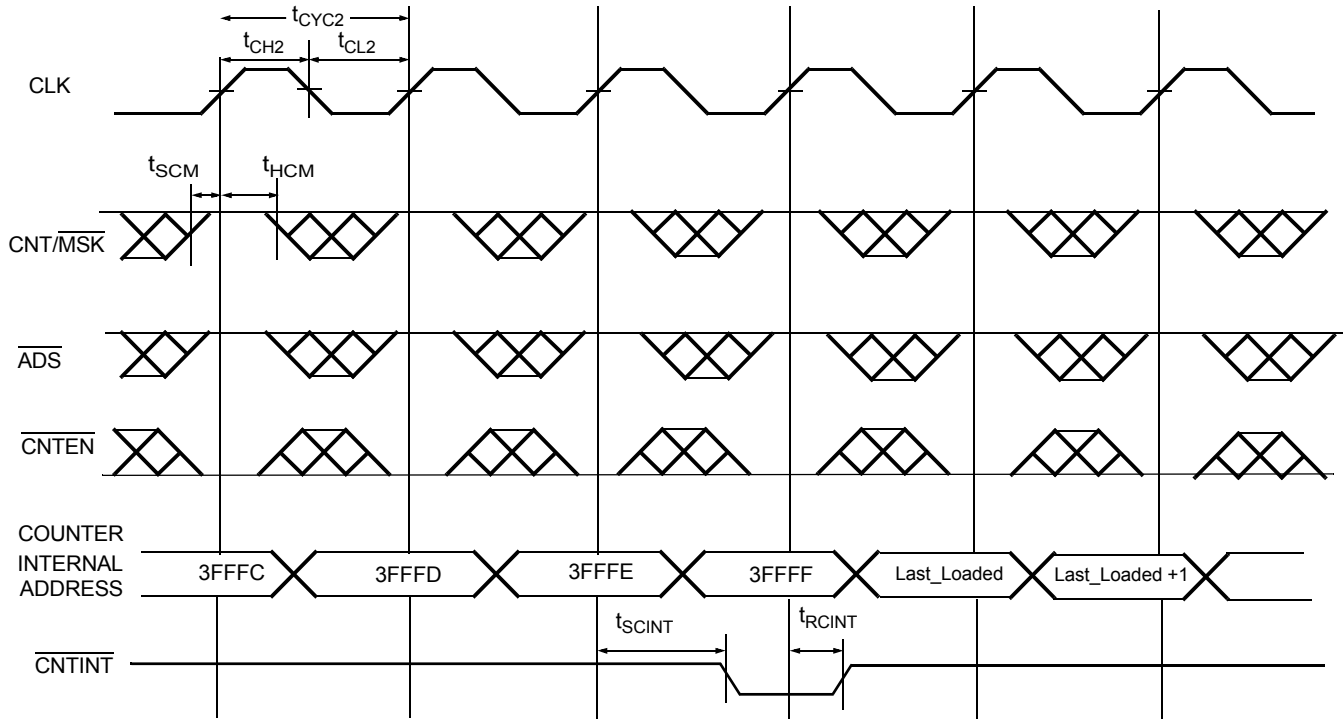 tCYC2
tCH2 tCL2
CLK
tSCM tHCM
CNT/MSK
ADS
CNTEN
COUNTER
INTERNAL
ADDRESS
3FFFC 3FFFD 3FFFE 3FFFF Last_Loaded Last_Loaded +1
tSCINT tRCINT
CNTINT